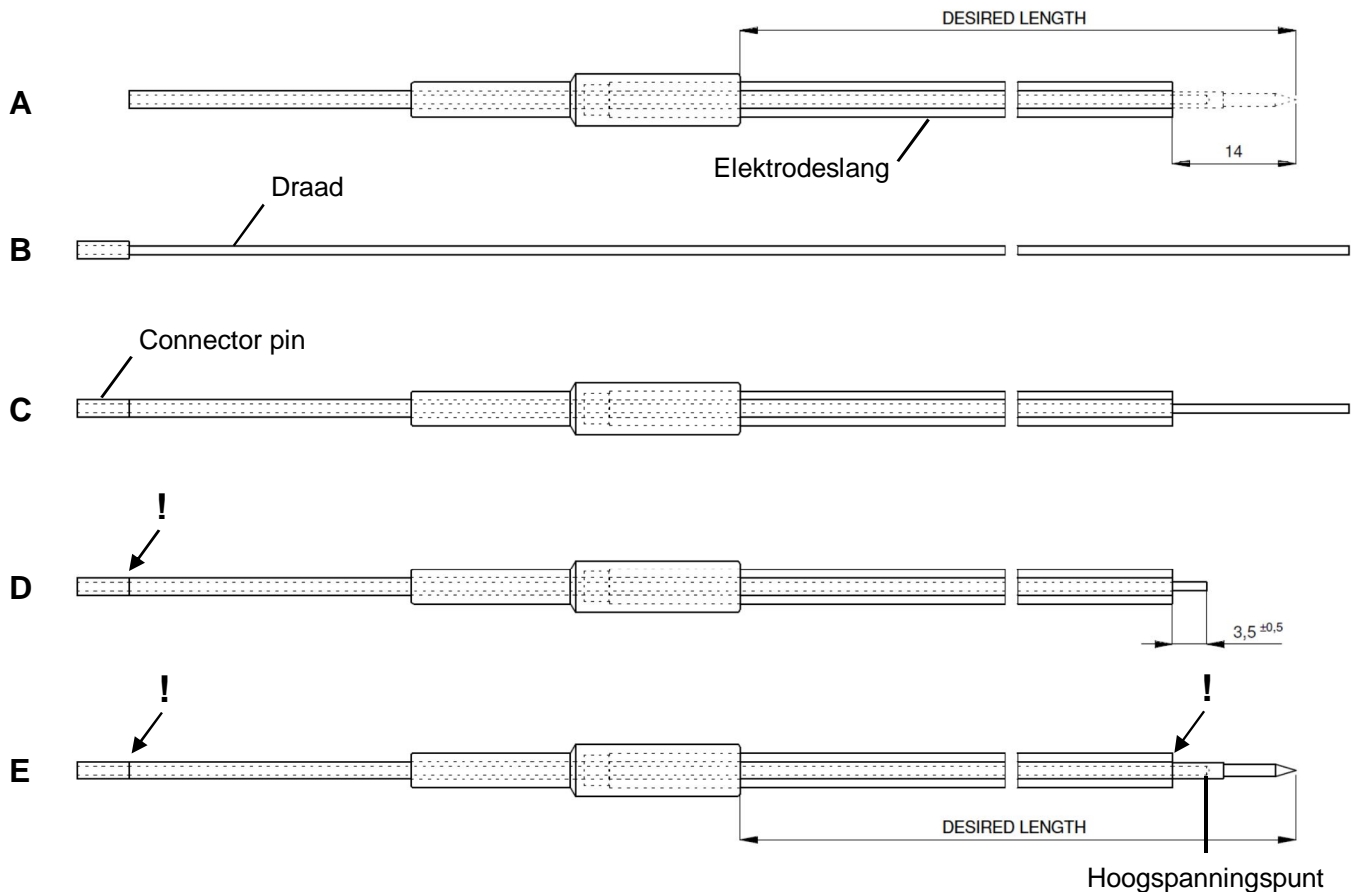 DESIRED LENGTH
A
14
Elektrodeslang
Draad
B
Connector pin
C
!
D
3,5 ±0,5
!
!
E
DESIRED LENGTH
Hoogspanningspunt